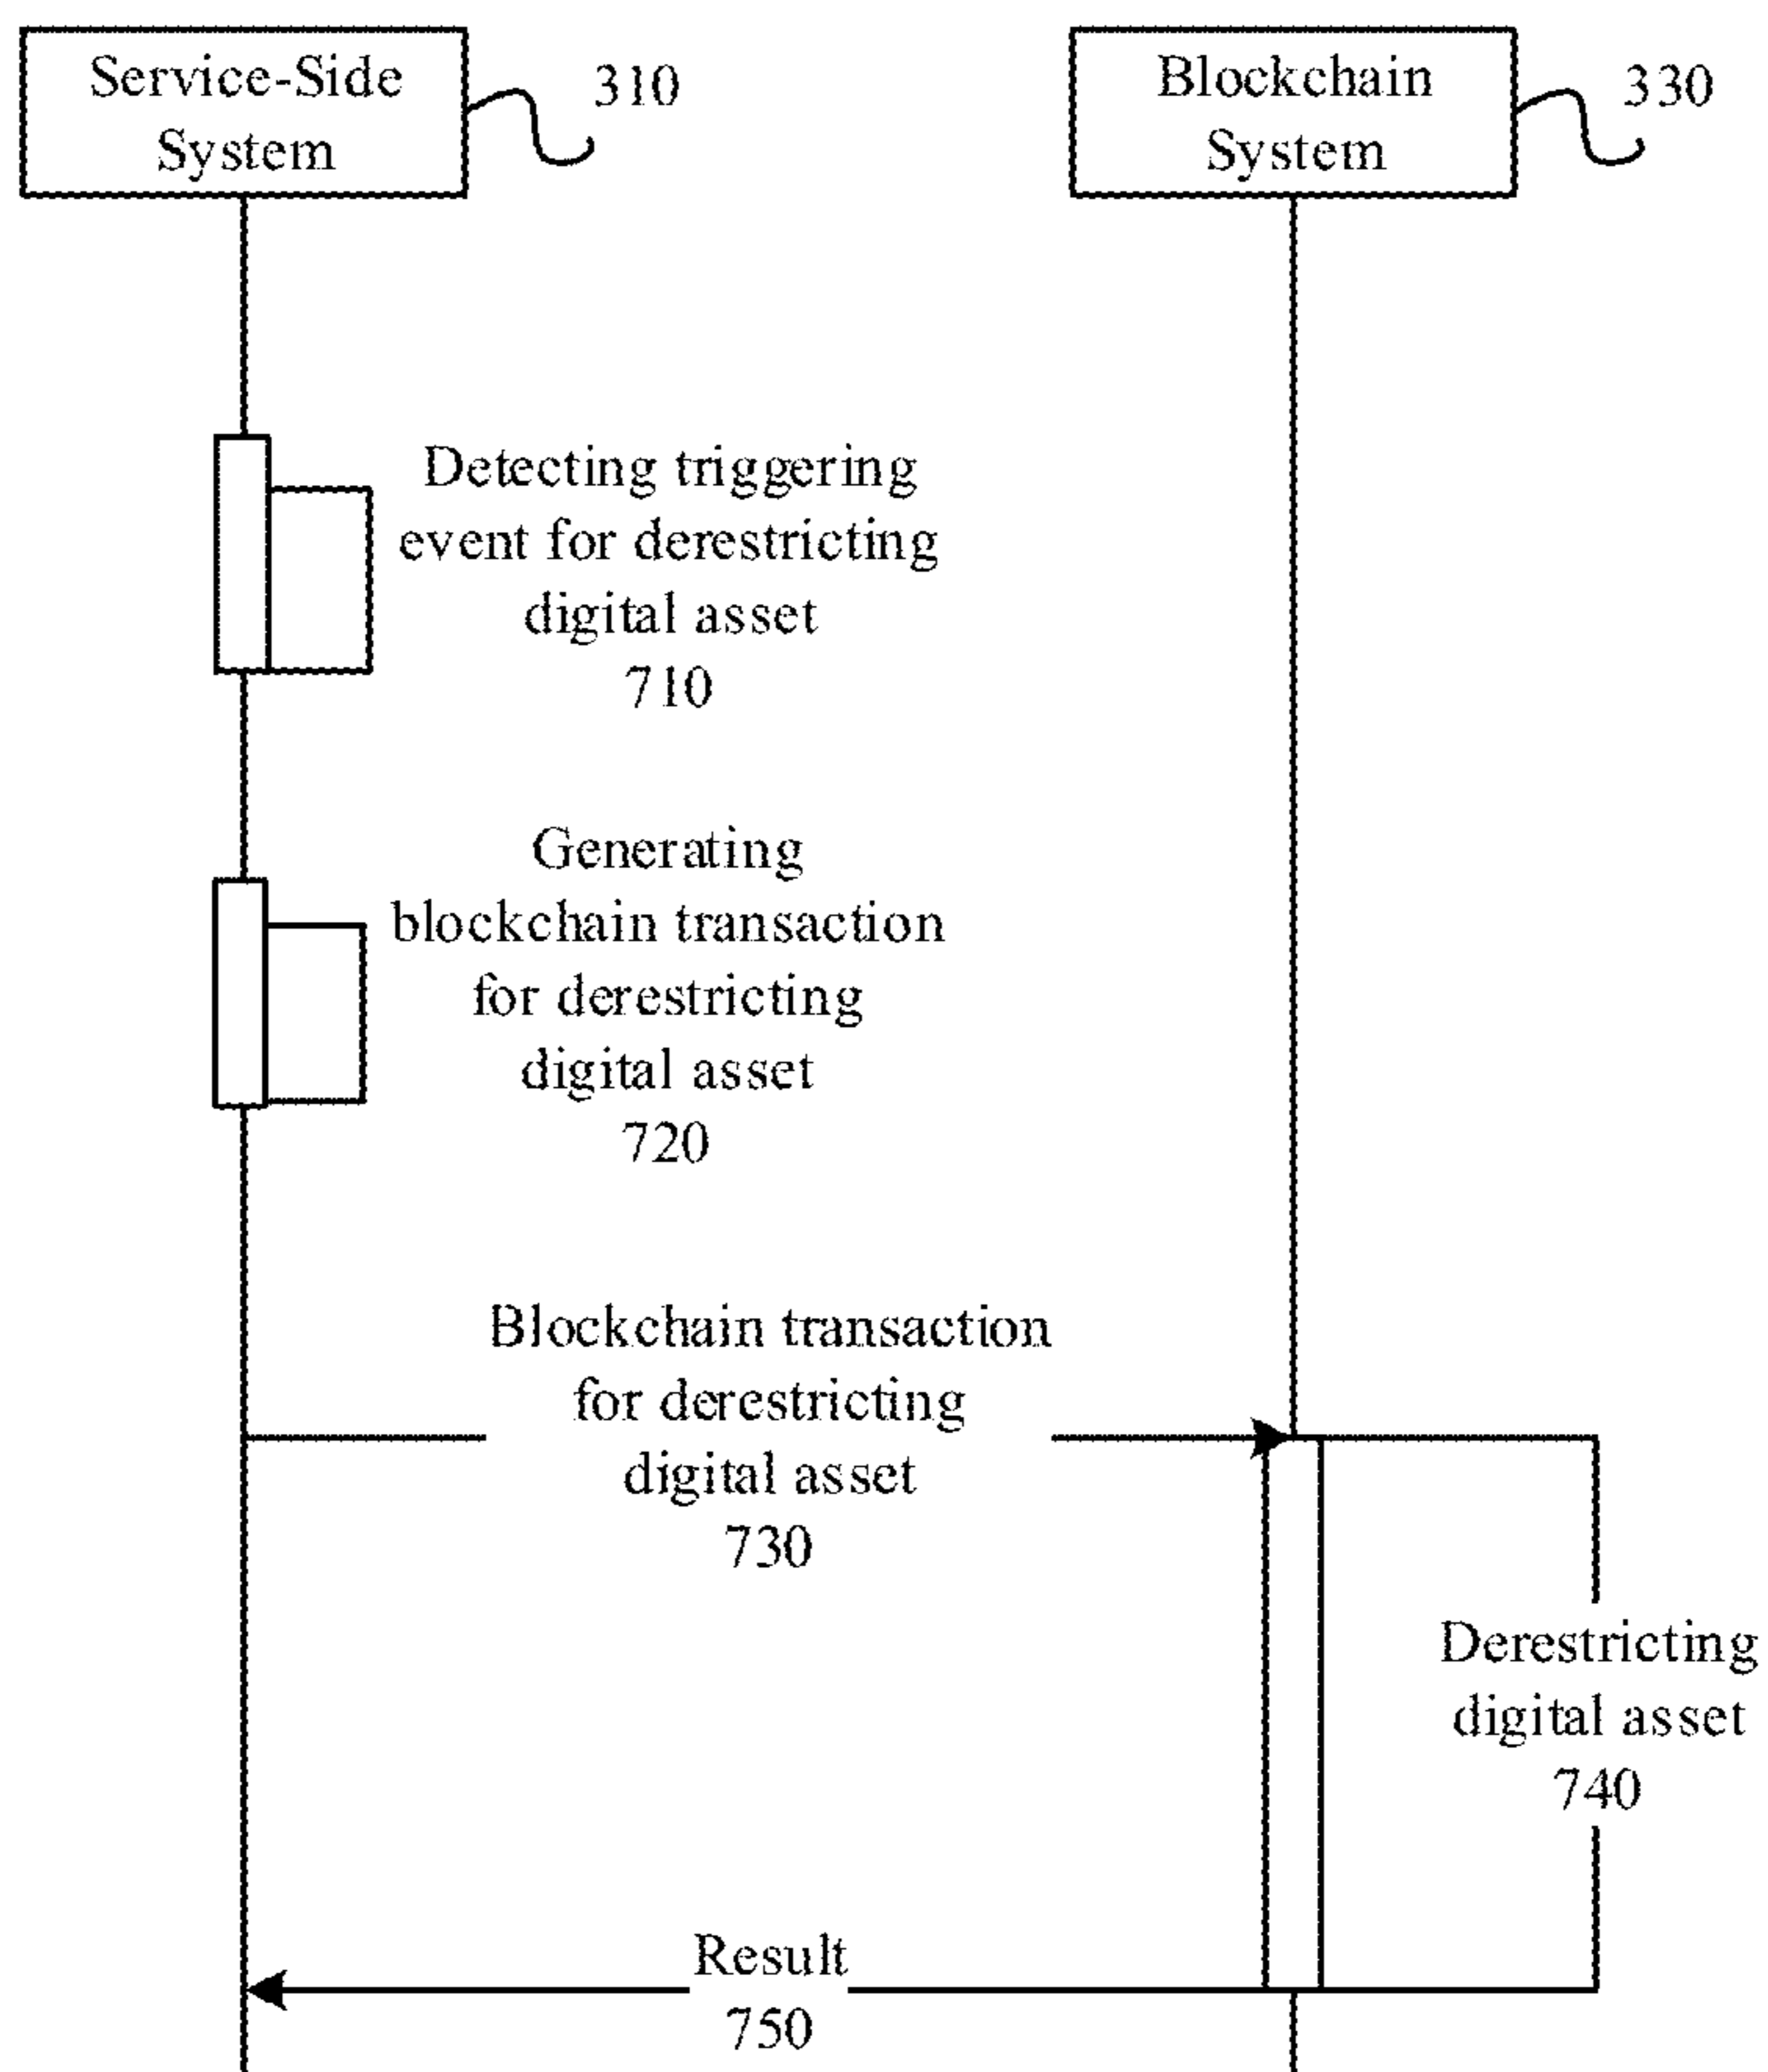 Service-Side
System
310
Blockchain
System
330
Detecting triggering
event for derestricting
digital asset
710
Generating
blockchain transaction
for derestricting
digital asset
720
Blockchain transaction
for derestricting
digital asset
730
Derestricting
digital asset
740
Result
750